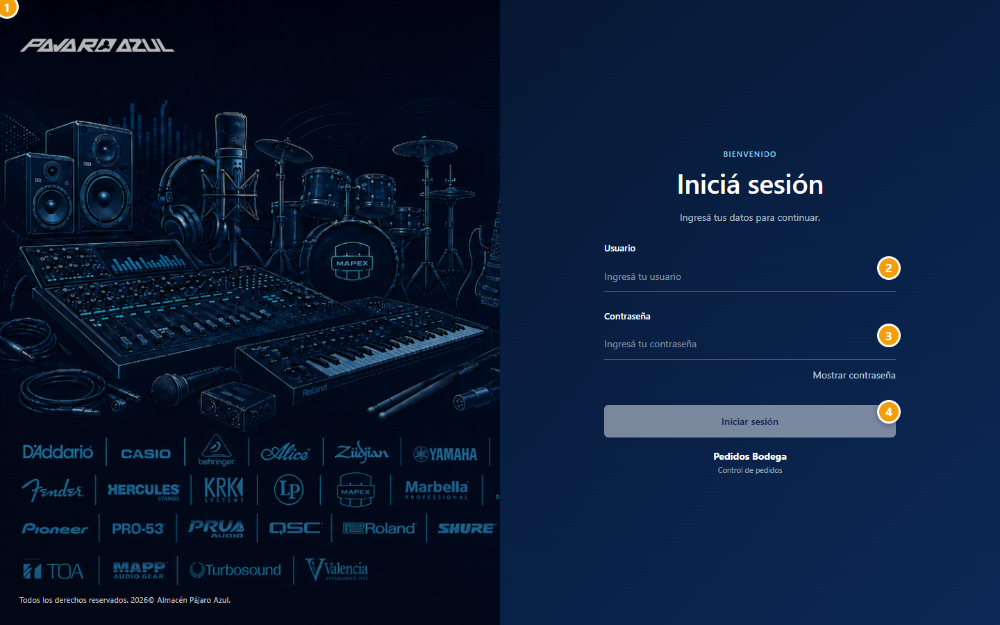 1
PAJARO AZUL
MAPEX
Roland
D'Addario CASIO behringer Alice Zildjian YAMAHA
Fender HERCULES STANDS KRK SYSTEMS LP MAPEX Marbella PROFESSIONAL
Pioneer PRO-53 PRUA AUDIO QSC Roland SHURE
TOA MAPP AUDIO GEAR Turbosound Valencia ESTABLISHED 1972
Todos los derechos reservados. 2026© Almacén Pájaro Azul.
BIENVENIDO
Iniciá sesión
Ingresá tus datos para continuar.
Usuario
Ingresá tu usuario
2
Contraseña
Ingresá tu contraseña
3
Mostrar contraseña
Iniciar sesión
4
Pedidos Bodega
Control de pedidos